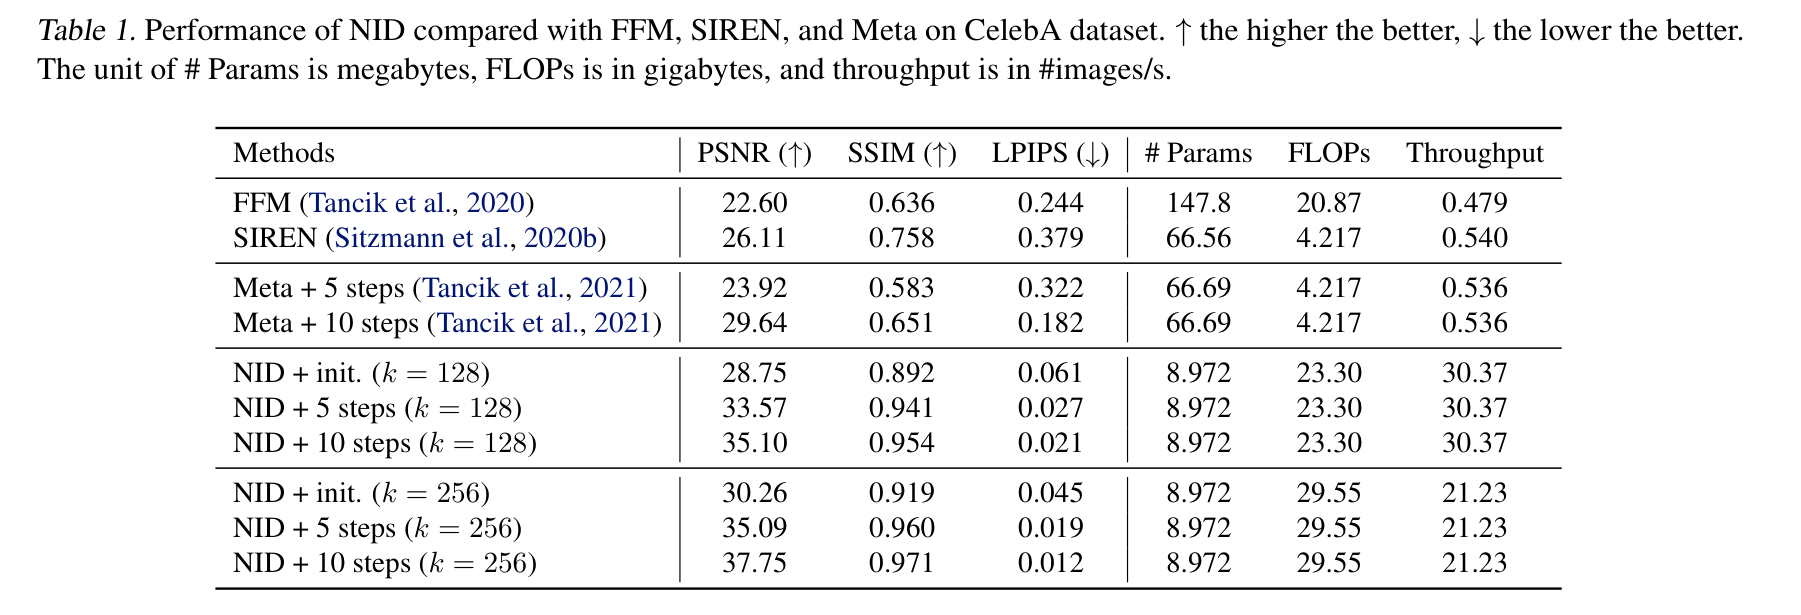 Table 1. Performance of NID compared with FFM, SIREN, and Meta on CelebA dataset. ↑ the higher the better, ↓ the lower the better.
The unit of # Params is megabytes, FLOPs is in gigabytes, and throughput is in #images/s.
Methods PSNR (↑) SSIM (↑) LPIPS (↓) # Params FLOPs Throughput
FFM (Tancik et al., 2020) 22.60 0.636 0.244 147.8 20.87 0.479
SIREN (Sitzmann et al., 2020b) 26.11 0.758 0.379 66.56 4.217 0.540
Meta + 5 steps (Tancik et al., 2021) 23.92 0.583 0.322 66.69 4.217 0.536
Meta + 10 steps (Tancik et al., 2021) 29.64 0.651 0.182 66.69 4.217 0.536
NID + init. (k = 128) 28.75 0.892 0.061 8.972 23.30 30.37
NID + 5 steps (k = 128) 33.57 0.941 0.027 8.972 23.30 30.37
NID + 10 steps (k = 128) 35.10 0.954 0.021 8.972 23.30 30.37
NID + init. (k = 256) 30.26 0.919 0.045 8.972 29.55 21.23
NID + 5 steps (k = 256) 35.09 0.960 0.019 8.972 29.55 21.23
NID + 10 steps (k = 256) 37.75 0.971 0.012 8.972 29.55 21.23